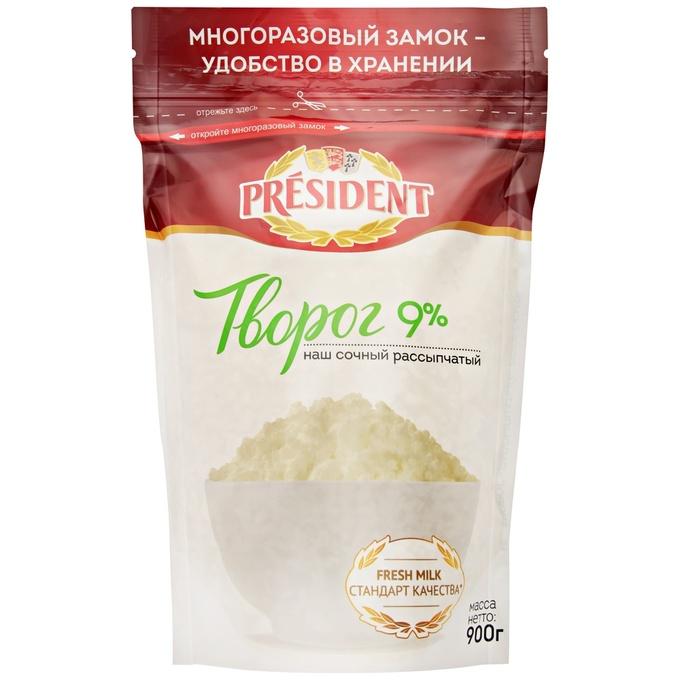 МНОГОРАЗОВЫЙ ЗАМОК –
УДОБСТВО В ХРАНЕНИИ
отрежьте здесь
откройте многоразовый замок
PRÉSIDENT
Творог 9%
наш сочный рассыпчатый
FRESH MILK
СТАНДАРТ КАЧЕСТВА*
масса
нетто:
900г